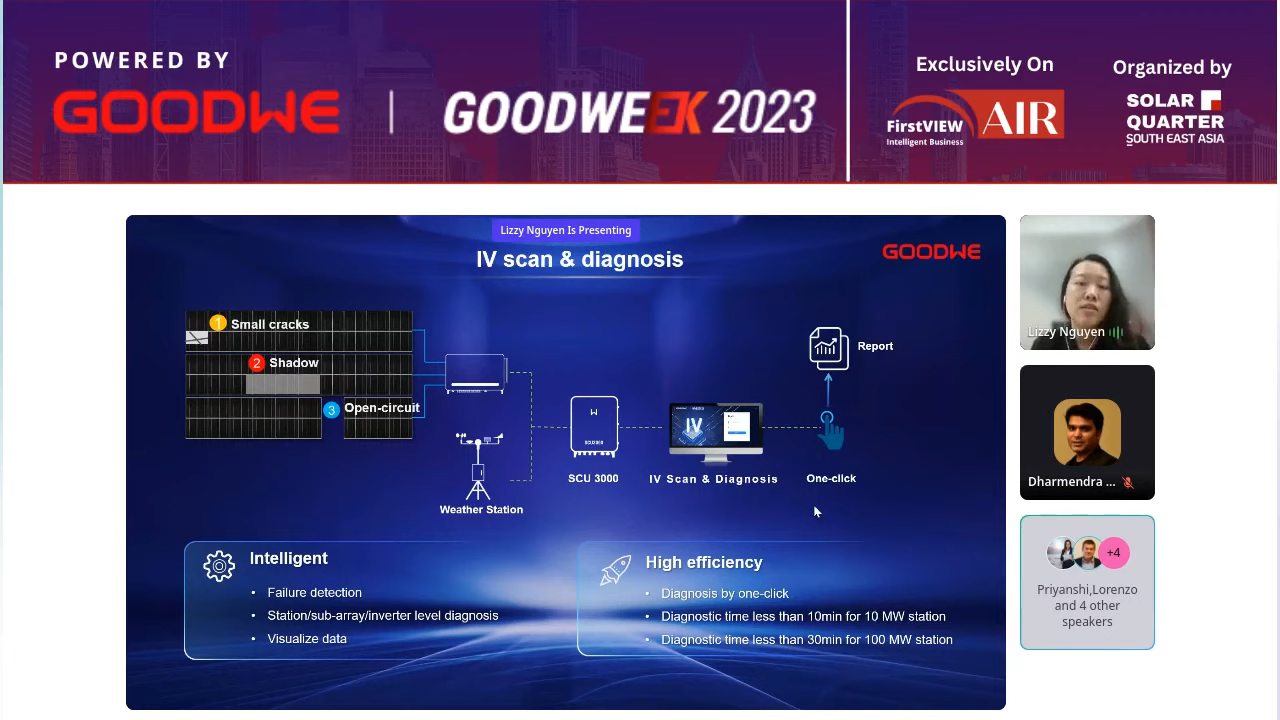 POWERED BY
GOODWE
GOODWEEK 2023
Exclusively On
FirstVIEW
Intelligent Business
AIR
Organized by
SOLAR
QUARTER
SOUTH EAST ASIA
Lizzy Nguyen Is Presenting
IV scan & diagnosis
GOODWE
1 Small cracks
2 Shadow
3 Open-circuit
Report
IV
SCU 3000
IV Scan & Diagnosis
One-click
Weather Station
Intelligent
• Failure detection
• Station/sub-array/inverter level diagnosis
• Visualize data
High efficiency
• Diagnosis by one-click
• Diagnostic time less than 10min for 10 MW station
• Diagnostic time less than 30min for 100 MW station
Lizzy Nguyen
Dharmendra ...
+4
Priyanshi,Lorenzo
and 4 other
speakers